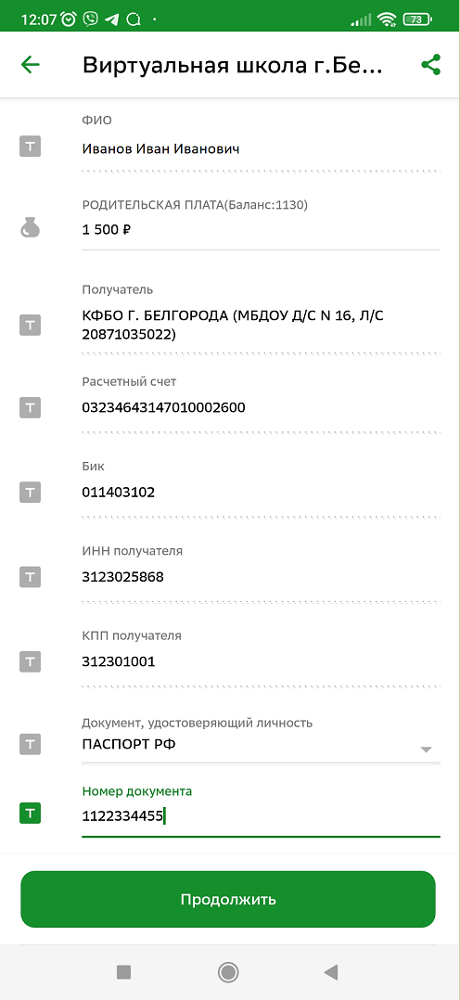 12:07
73
Виртуальная школа г.Бе...
ФИО
Т
Иванов Иван Иванович
РОДИТЕЛЬСКАЯ ПЛАТА(Баланс:1130)
1 500 ₽
Получатель
Т
КФБО Г. БЕЛГОРОДА (МБДОУ Д/С N 16, Л/С
20871035022)
Расчетный счет
Т
03234643147010002600
Бик
Т
011403102
ИНН получателя
Т
3123025868
КПП получателя
Т
312301001
Документ, удостоверяющий личность
Т
ПАСПОРТ РФ
Номер документа
Т
1122334455
Продолжить